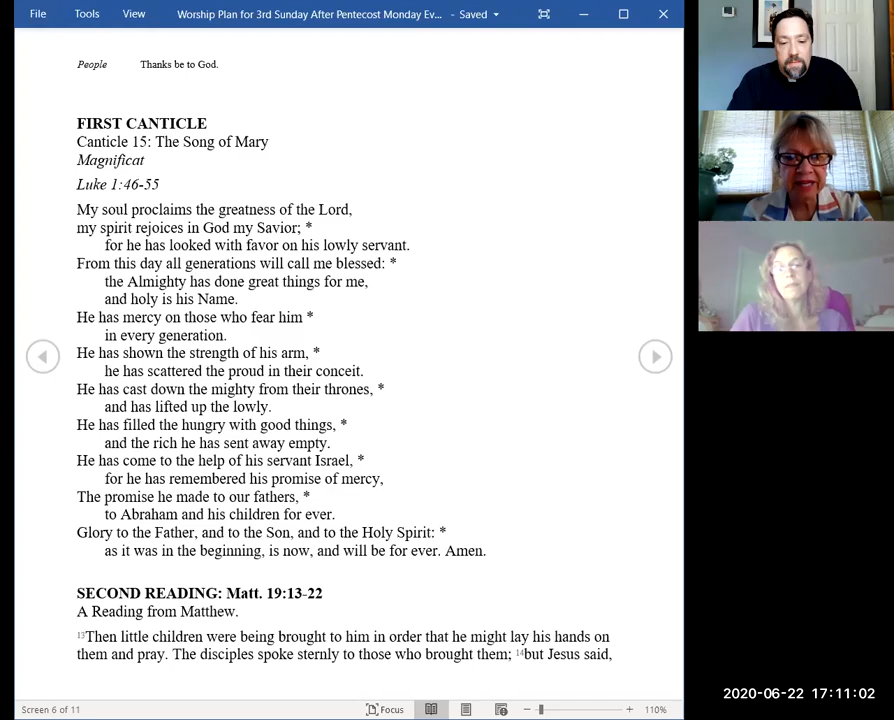 File Tools View Worship Plan for 3rd Sunday After Pentecost Monday Ev... - Saved
People Thanks be to God.
FIRST CANTICLE
Canticle 15: The Song of Mary
Magnificat
Luke 1:46-55
My soul proclaims the greatness of the Lord,
my spirit rejoices in God my Savior; *
for he has looked with favor on his lowly servant.
From this day all generations will call me blessed: *
the Almighty has done great things for me,
and holy is his Name.
He has mercy on those who fear him *
in every generation.
He has shown the strength of his arm, *
he has scattered the proud in their conceit.
He has cast down the mighty from their thrones, *
and has lifted up the lowly.
He has filled the hungry with good things, *
and the rich he has sent away empty.
He has come to the help of his servant Israel, *
for he has remembered his promise of mercy,
The promise he made to our fathers, *
to Abraham and his children for ever.
Glory to the Father, and to the Son, and to the Holy Spirit: *
as it was in the beginning, is now, and will be for ever. Amen.
SECOND READING: Matt. 19:13-22
A Reading from Matthew.
13Then little children were being brought to him in order that he might lay his hands on
them and pray. The disciples spoke sternly to those who brought them; 14but Jesus said,
Screen 6 of 11 Focus 110%
2020-06-22 17:11:02